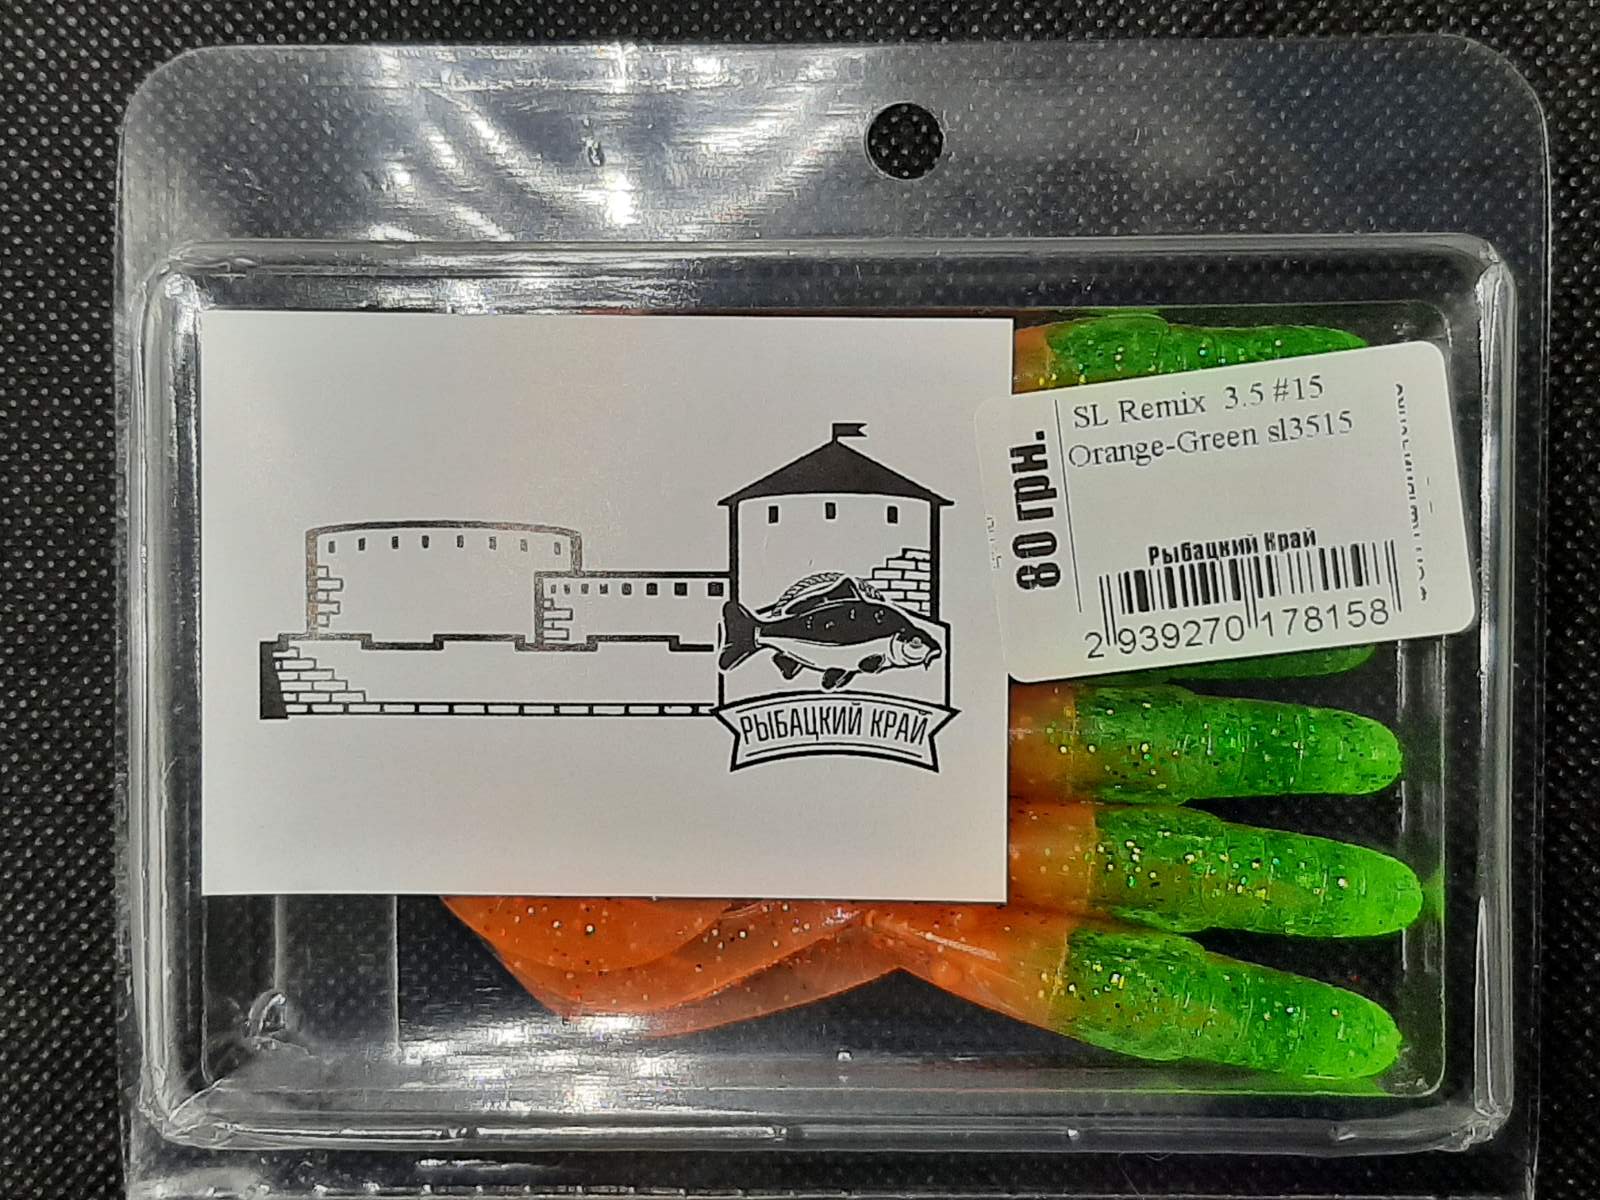 РЫБАЦКИЙ КРАЙ
80 грн.
SL Remix 3.5 #15
Orange-Green sl3515
Рыбацкий Край
2 939270 178158